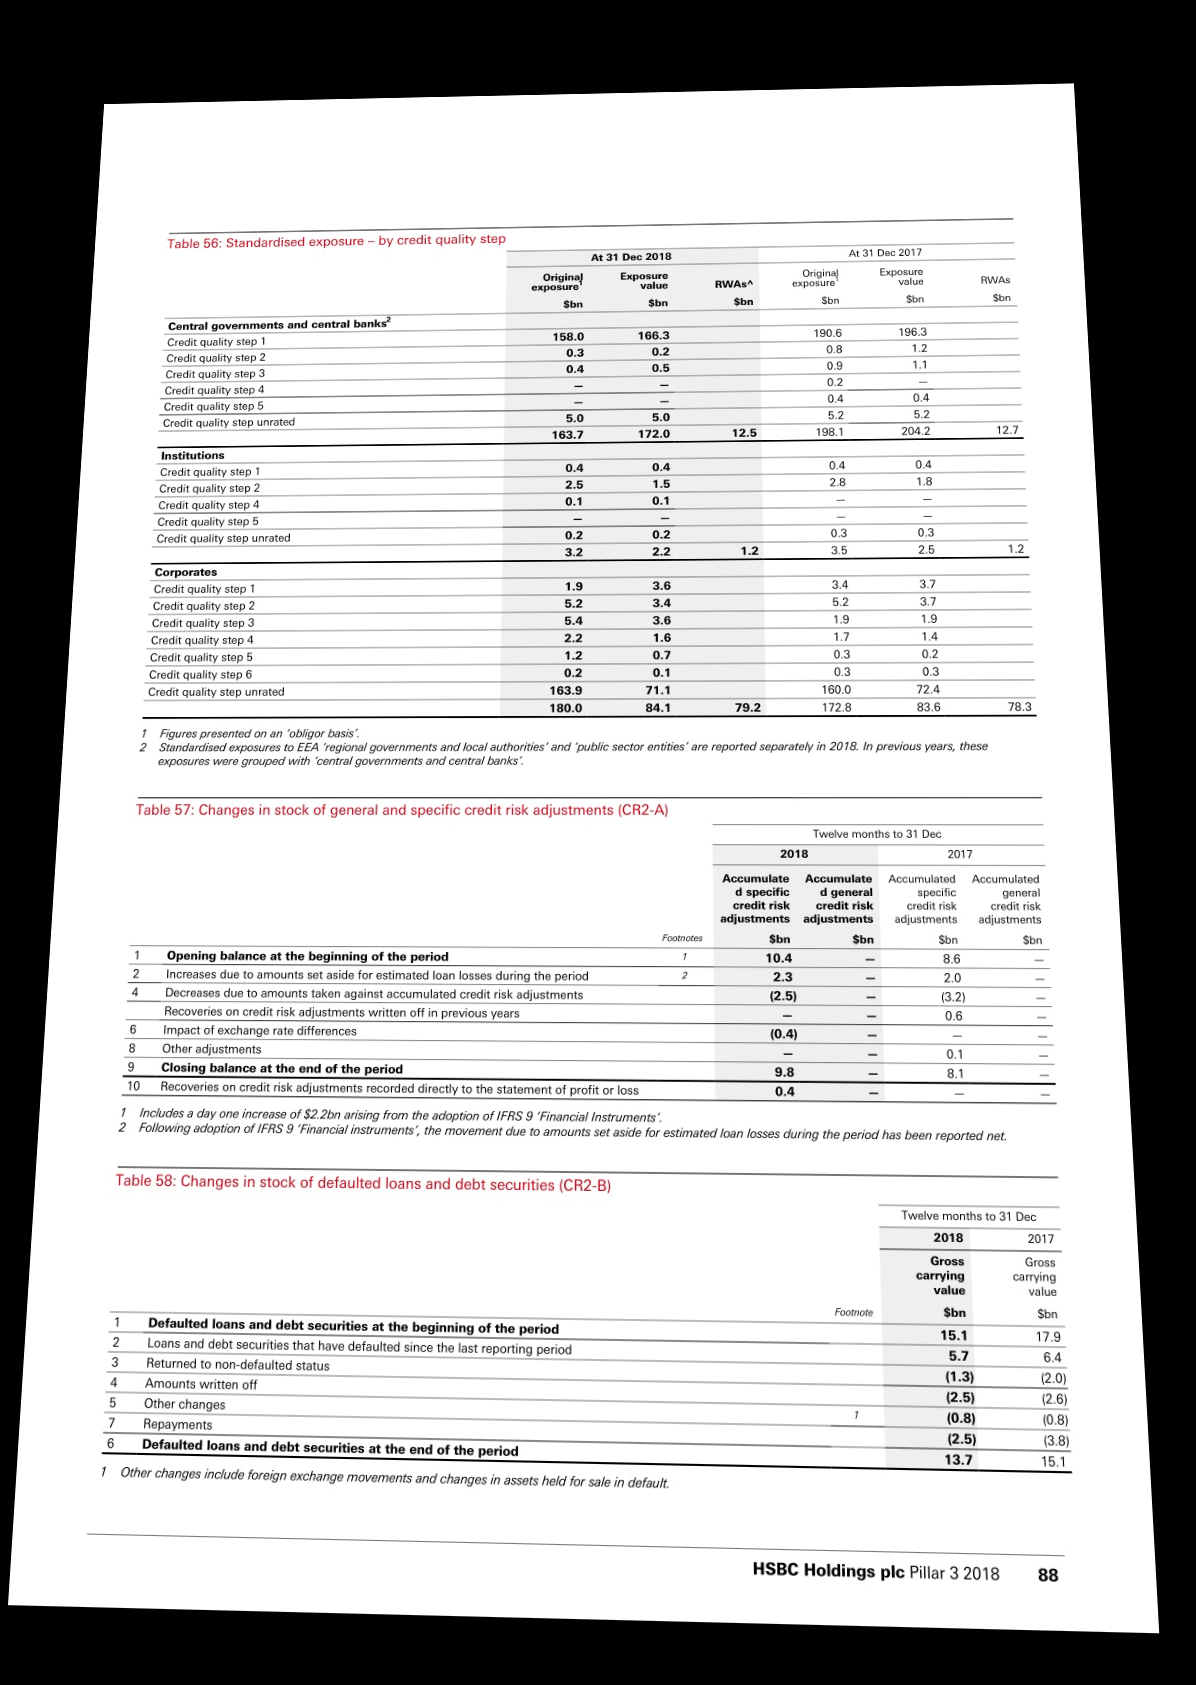 Table 56: Standardised exposure – by credit quality step
At 31 Dec 2018 At 31 Dec 2017
Original exposure1 Exposure value RWAs^ Original exposure1 Exposure value RWAs
$bn $bn $bn $bn $bn $bn
Central governments and central banks2
Credit quality step 1 158.0 166.3 190.6 196.3
Credit quality step 2 0.3 0.2 0.8 1.2
Credit quality step 3 0.4 0.5 0.9 1.1
Credit quality step 4 – – 0.2 –
Credit quality step 5 – – 0.4 0.4
Credit quality step unrated 5.0 5.0 5.2 5.2
163.7 172.0 12.5 198.1 204.2 12.7
Institutions
Credit quality step 1 0.4 0.4 0.4 0.4
Credit quality step 2 2.5 1.5 2.8 1.8
Credit quality step 4 0.1 0.1 – –
Credit quality step 5 – – – –
Credit quality step unrated 0.2 0.2 0.3 0.3
3.2 2.2 1.2 3.5 2.5 1.2
Corporates
Credit quality step 1 1.9 3.6 3.4 3.7
Credit quality step 2 5.2 3.4 5.2 3.7
Credit quality step 3 5.4 3.6 1.9 1.9
Credit quality step 4 2.2 1.6 1.7 1.4
Credit quality step 5 1.2 0.7 0.3 0.2
Credit quality step 6 0.2 0.1 0.3 0.3
Credit quality step unrated 163.9 71.1 160.0 72.4
180.0 84.1 79.2 172.8 83.6 78.3
1 Figures presented on an 'obligor basis'.
2 Standardised exposures to EEA 'regional governments and local authorities' and 'public sector entities' are reported separately in 2018. In previous years, these
exposures were grouped with 'central governments and central banks'.
Table 57: Changes in stock of general and specific credit risk adjustments (CR2-A)
Twelve months to 31 Dec
2018 2017
Accumulate Accumulate Accumulated Accumulated
d specific d general specific general
credit risk credit risk credit risk credit risk
adjustments adjustments adjustments adjustments
Footnotes $bn $bn $bn $bn
1 Opening balance at the beginning of the period 1 10.4 – 8.6 –
2 Increases due to amounts set aside for estimated loan losses during the period 2 2.3 – 2.0 –
4 Decreases due to amounts taken against accumulated credit risk adjustments (2.5) – (3.2) –
Recoveries on credit risk adjustments written off in previous years – – 0.6 –
6 Impact of exchange rate differences (0.4) – – –
8 Other adjustments – – 0.1 –
9 Closing balance at the end of the period 9.8 – 8.1 –
10 Recoveries on credit risk adjustments recorded directly to the statement of profit or loss 0.4 – – –
1 Includes a day one increase of $2.2bn arising from the adoption of IFRS 9 'Financial Instruments'.
2 Following adoption of IFRS 9 'Financial instruments', the movement due to amounts set aside for estimated loan losses during the period has been reported net.
Table 58: Changes in stock of defaulted loans and debt securities (CR2-B)
Twelve months to 31 Dec
2018 2017
Gross Gross
carrying carrying
value value
Footnote $bn $bn
1 Defaulted loans and debt securities at the beginning of the period 15.1 17.9
2 Loans and debt securities that have defaulted since the last reporting period 5.7 6.4
3 Returned to non-defaulted status (1.3) (2.0)
4 Amounts written off (2.5) (2.6)
5 Other changes 1 (0.8) (0.8)
7 Repayments (2.5) (3.8)
6 Defaulted loans and debt securities at the end of the period 13.7 15.1
1 Other changes include foreign exchange movements and changes in assets held for sale in default.
HSBC Holdings plc Pillar 3 2018 88